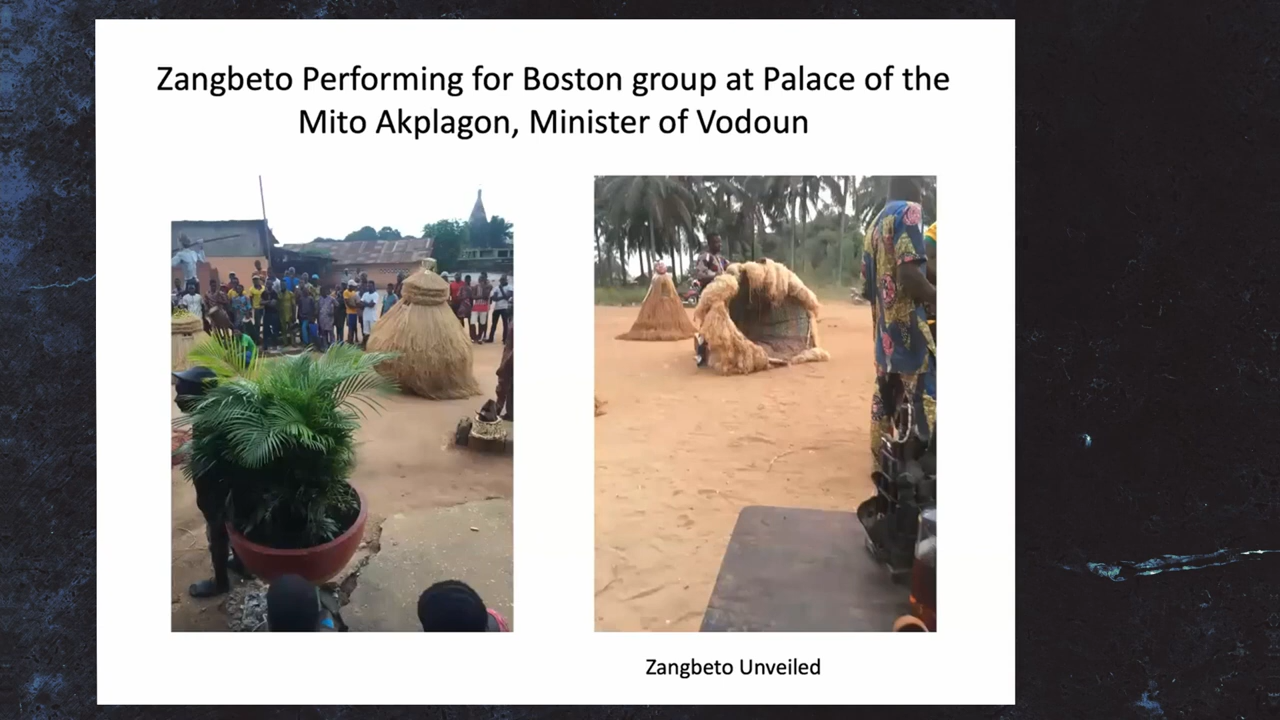 Zangbeto Performing for Boston group at Palace of the
Mito Akplagon, Minister of Vodoun
Zangbeto Unveiled